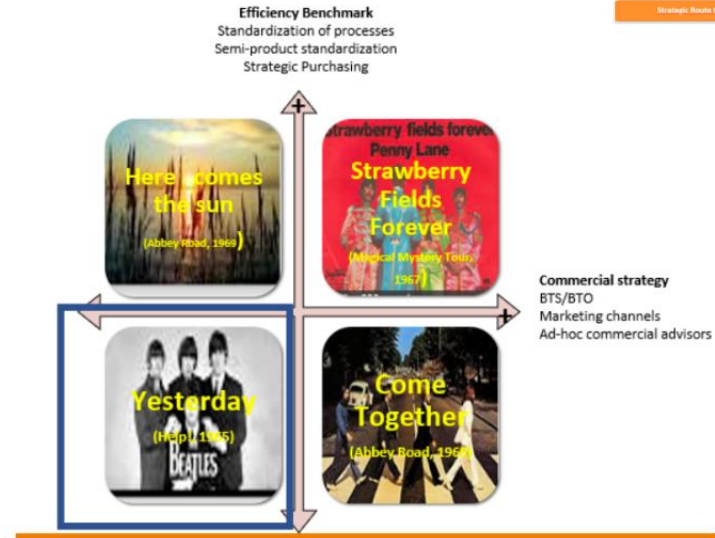 Strategic Route
Efficiency Benchmark
Standardization of processes
Semi-product standardization
Strategic Purchasing
+
Here comes
the sun
(Abbey Road, 1969)
strawberry fields forever
Penny Lane
Strawberry
Fields
Forever
(Magical Mystery Tour,
1967)
+
Commercial strategy
BTS/BTO
Marketing channels
Ad-hoc commercial advisors
Yesterday
(Help!, 1965)
BEATLES
Come
Together
(Abbey Road, 1969)